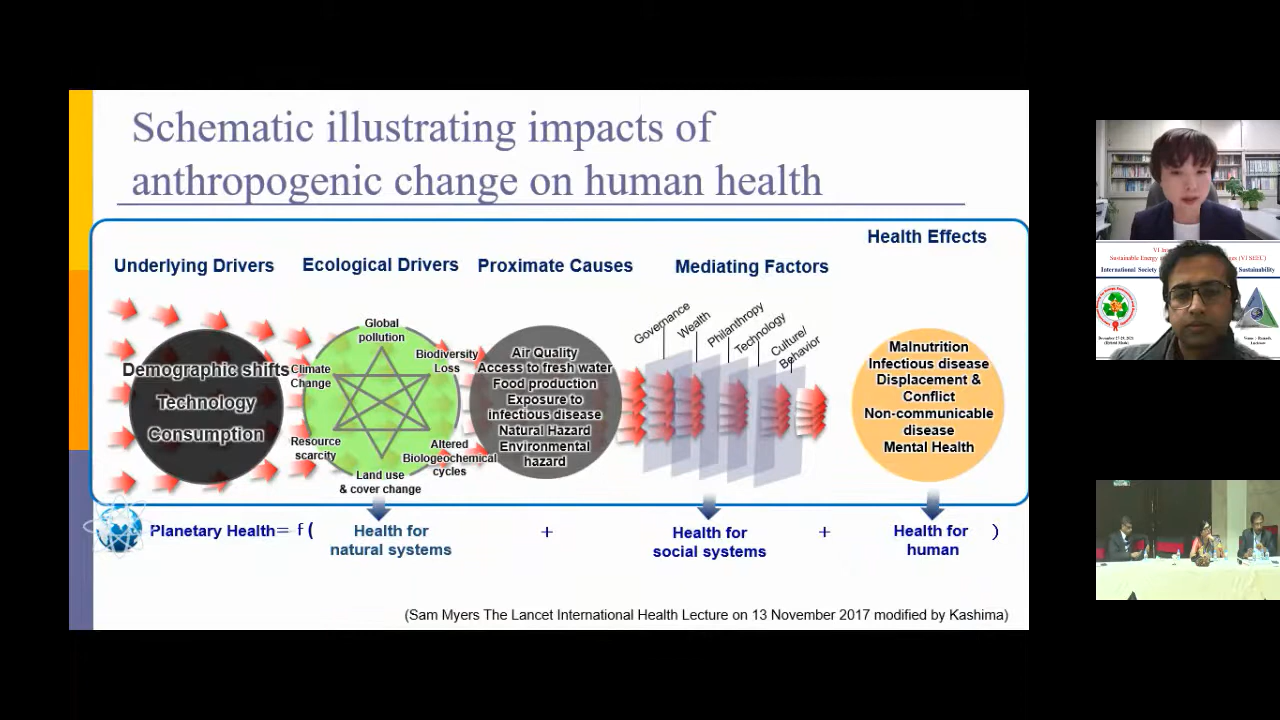 Schematic illustrating impacts of
anthropogenic change on human health
Health Effects
Underlying Drivers
Ecological Drivers
Proximate Causes
Mediating Factors
Demographic shifts
Technology
Consumption
Global
pollution
Biodiversity
Loss
Climate
Change
Resource
scarcity
Altered
Biologeochemical
cycles
Land use
& cover change
Air Quality
Access to fresh water
Food production
Exposure to
infectious disease
Natural Hazard
Environmental
hazard
Governance
Wealth
Philanthropy
Technology
Culture/
Behavior
Malnutrition
Infectious disease
Displacement &
Conflict
Non-communicable
disease
Mental Health
Planetary Health= f (
Health for
natural systems
+
Health for
social systems
+
Health for
human
)
(Sam Myers The Lancet International Health Lecture on 13 November 2017 modified by Kashima)
Sustainable Energy
(VI SEEU)
International Society
Sustainability